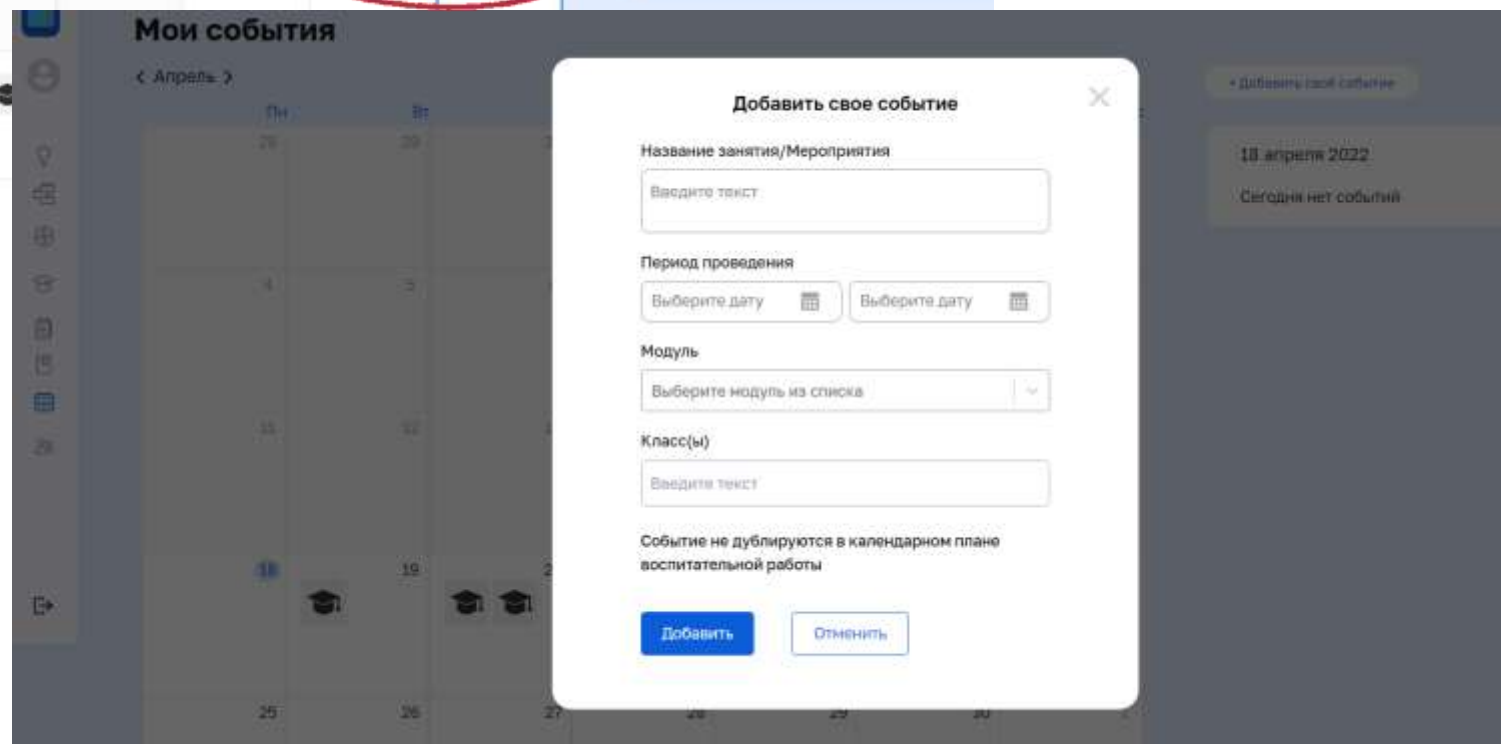 Мои события
< Апрель >
+ Добавить своё событие
Пн Вт
28 29
18 апреля 2022
Сегодня нет событий
4 5
11 12
18 19
25 26 27 28 29 30
Добавить свое событие
Название занятия/Мероприятия
Введите текст
Период проведения
Выберите дату Выберите дату
Модуль
Выберите модуль из списка
Класс(ы)
Введите текст
Событие не дублируются в календарном плане
воспитательной работы
Добавить Отменить